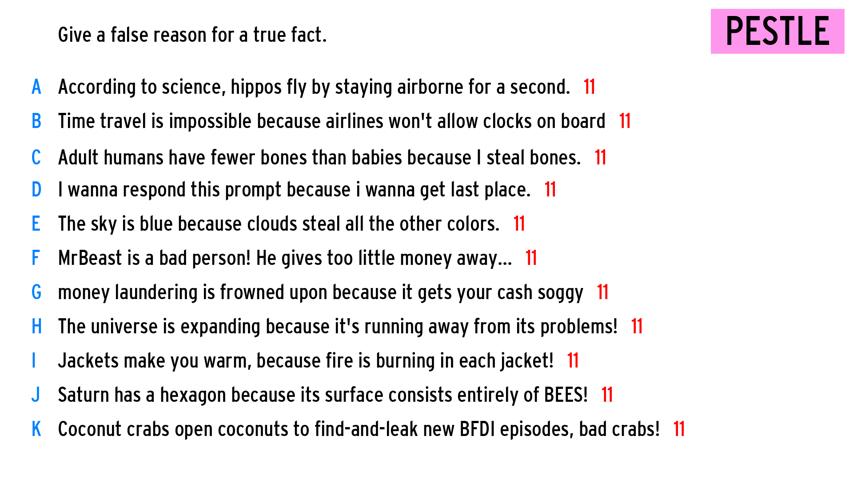 Give a false reason for a true fact.
PESTLE
A According to science, hippos fly by staying airborne for a second. 11
B Time travel is impossible because airlines won't allow clocks on board 11
C Adult humans have fewer bones than babies because I steal bones. 11
D I wanna respond this prompt because i wanna get last place. 11
E The sky is blue because clouds steal all the other colors. 11
F MrBeast is a bad person! He gives too little money away... 11
G money laundering is frowned upon because it gets your cash soggy 11
H The universe is expanding because it's running away from its problems! 11
I Jackets make you warm, because fire is burning in each jacket! 11
J Saturn has a hexagon because its surface consists entirely of BEES! 11
K Coconut crabs open coconuts to find-and-leak new BFDI episodes, bad crabs! 11